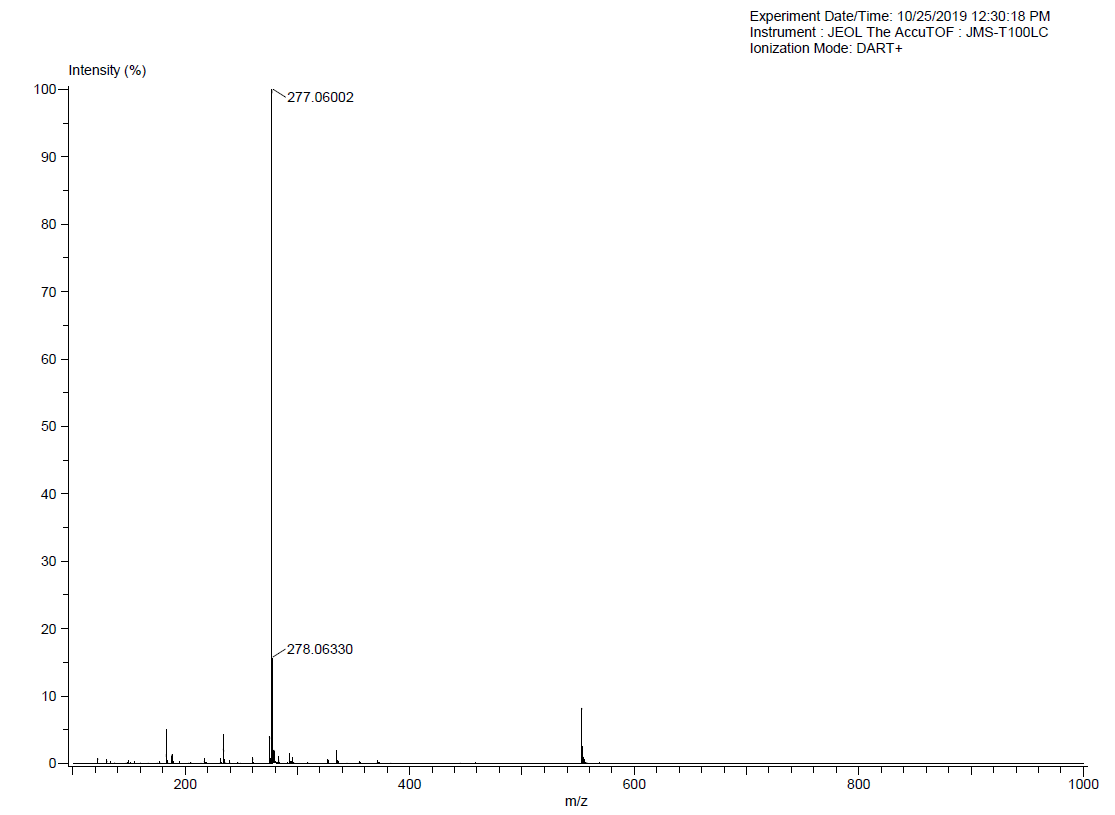 Experiment Date/Time: 10/25/2019 12:30:18 PM
Instrument : JEOL The AccuTOF : JMS-T100LC
Ionization Mode: DART+
Intensity (%)
100
277.06002
90
80
70
60
50
40
30
20
278.06330
10
0
200 400 600 800 1000
m/z